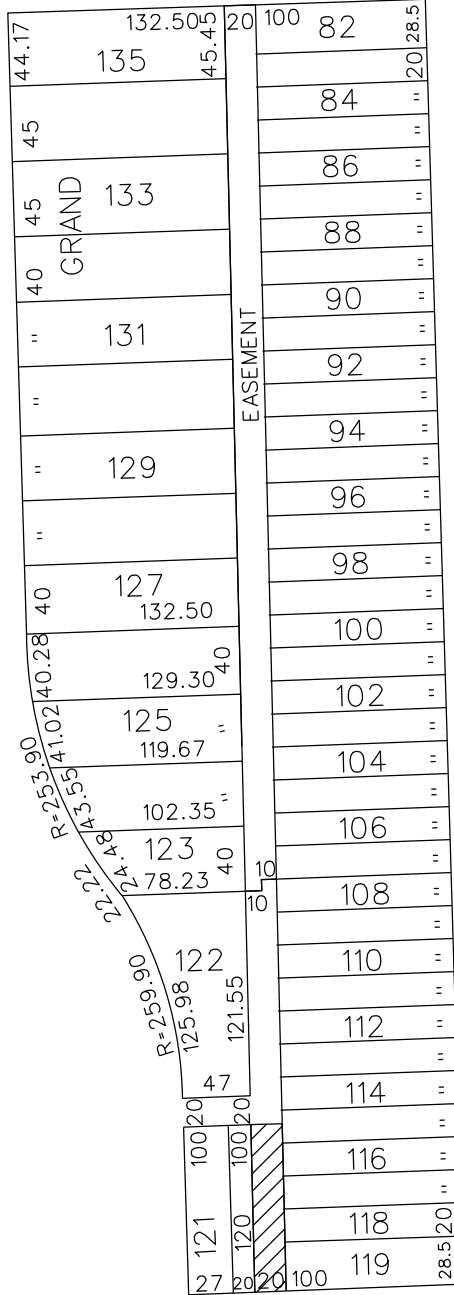 44.17 132.50 45.45 20 100 82 28.5
135 20
84 =
=
45 86 =
=
45 GRAND 133 88 =
=
40 90 =
=
= 131 EASEMENT 92 =
=
= 94 =
=
= 129 96 =
=
= 98 =
=
40 127 100 =
132.50
=
40.28 129.30 40 102 =
=
R=253.90 41.02 125 = 104 =
119.67
=
43.55 102.35 = 106 =
=
24.48 123 40 10 108 =
22.22 78.23 10
=
R=259.90 125.98 122 121.55 110 =
=
112 =
=
47 114 =
20 20 =
100 100 116 =
=
121 120 118 20
27 20 20 100 119 28.5